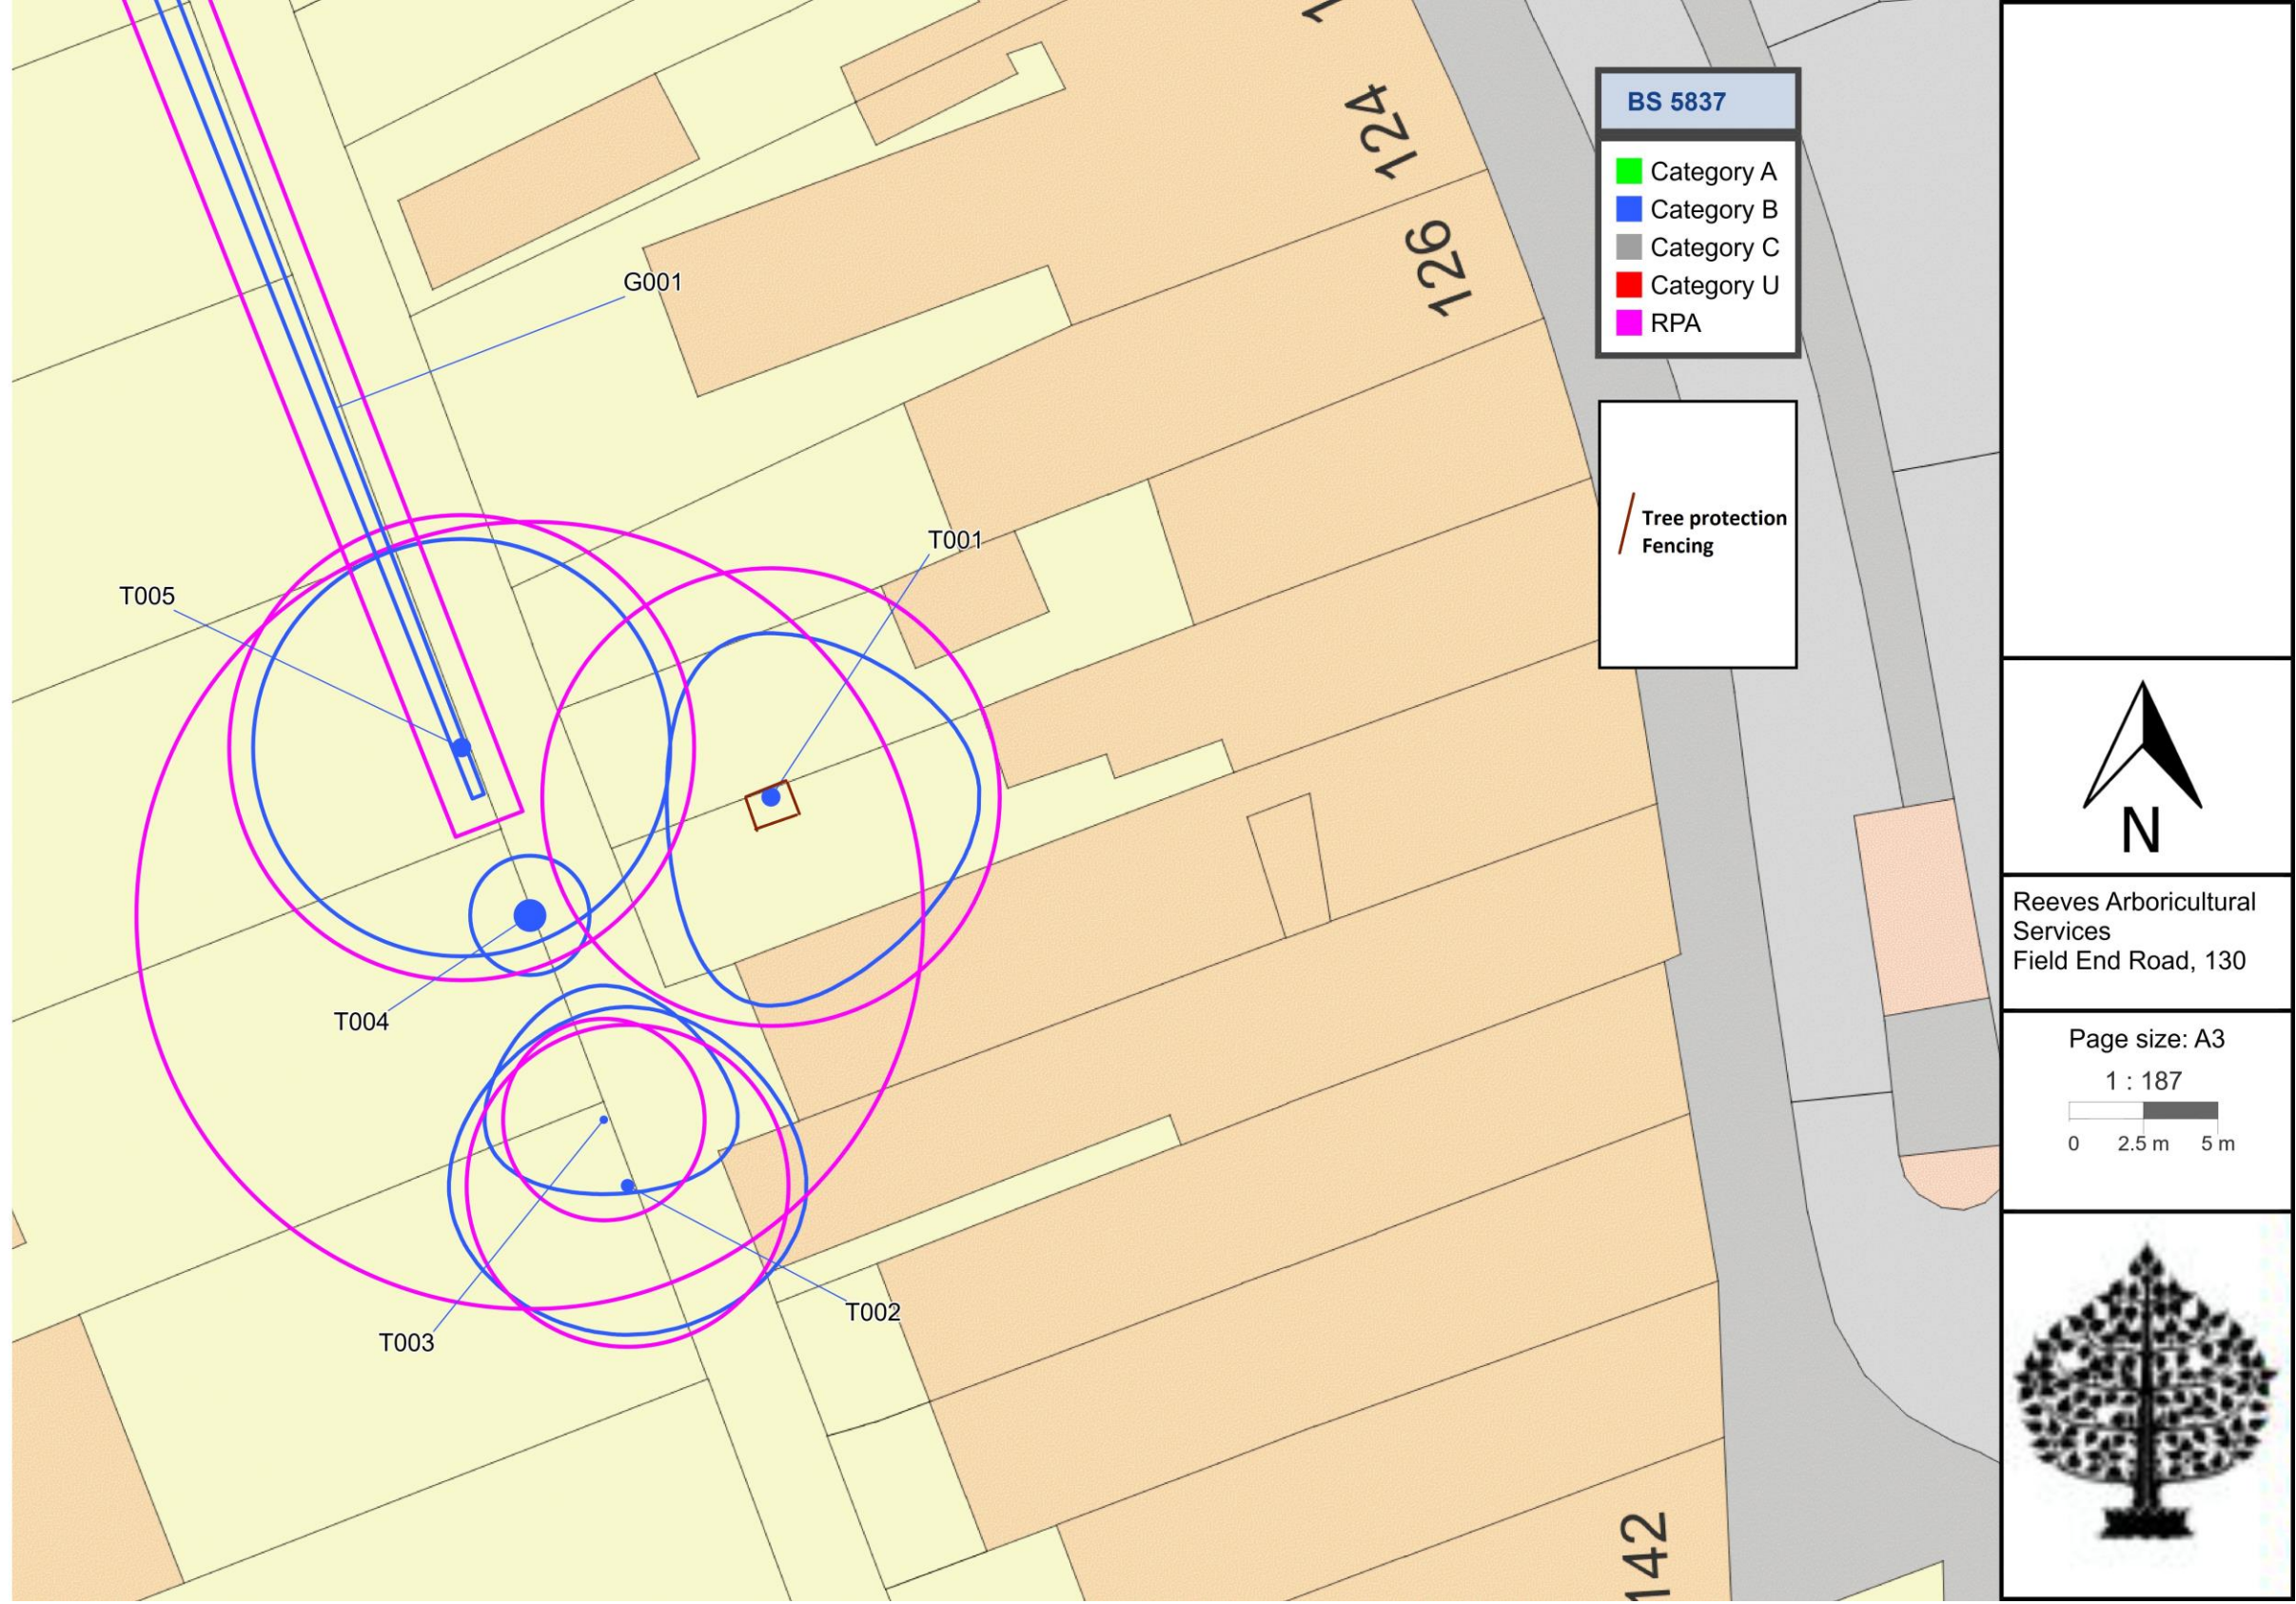 1
124
126
142
G001
T001
T005
T004
T003
T002
BS 5837
Category A
Category B
Category C
Category U
RPA
Tree protection
Fencing
N
Reeves Arboricultural
Services
Field End Road, 130
Page size: A3
1 : 187
0 2.5 m 5 m